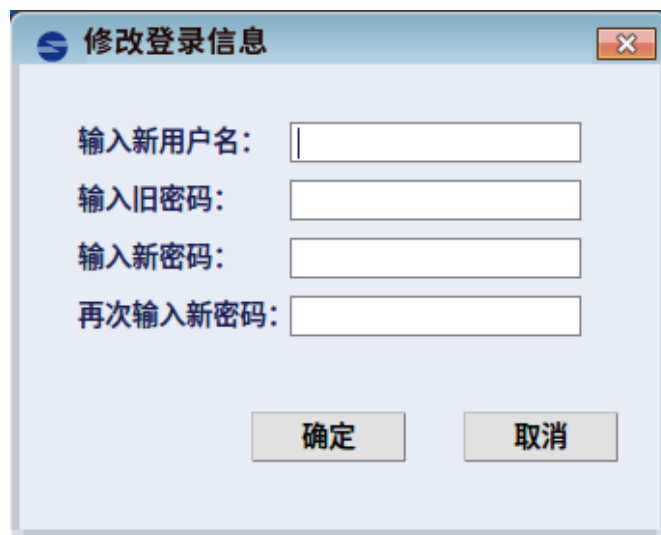 修改登录信息
输入新用户名：
输入旧密码：
输入新密码：
再次输入新密码：
确定 取消